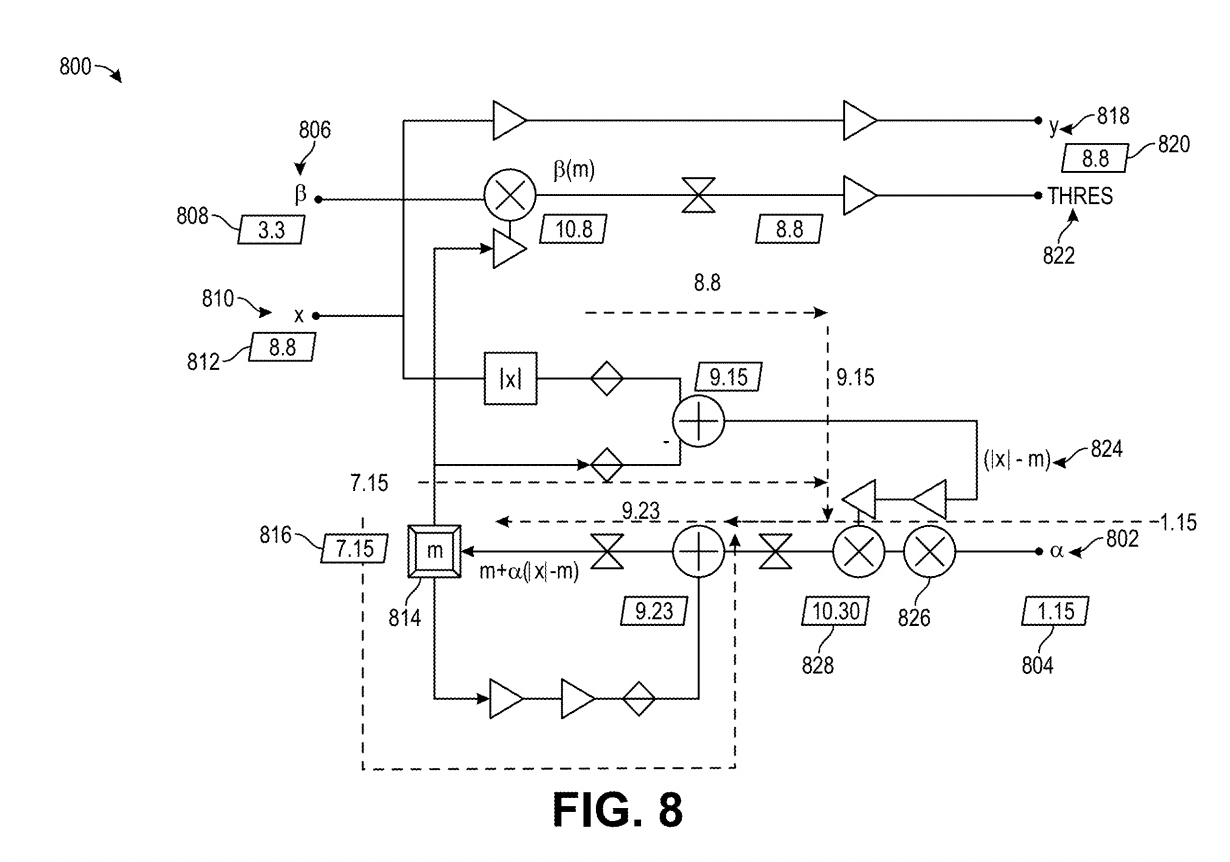 800
806
β
808
3.3
β(m)
10.8
8.8
y
818
8.8
820
THRES
822
810
x
812
8.8
8.8
|x|
9.15
9.15
-
(|x| - m)
824
7.15
9.23
1.15
816
7.15
m
814
m+α(|x|-m)
9.23
10.30
828
826
α
802
1.15
804
FIG. 8